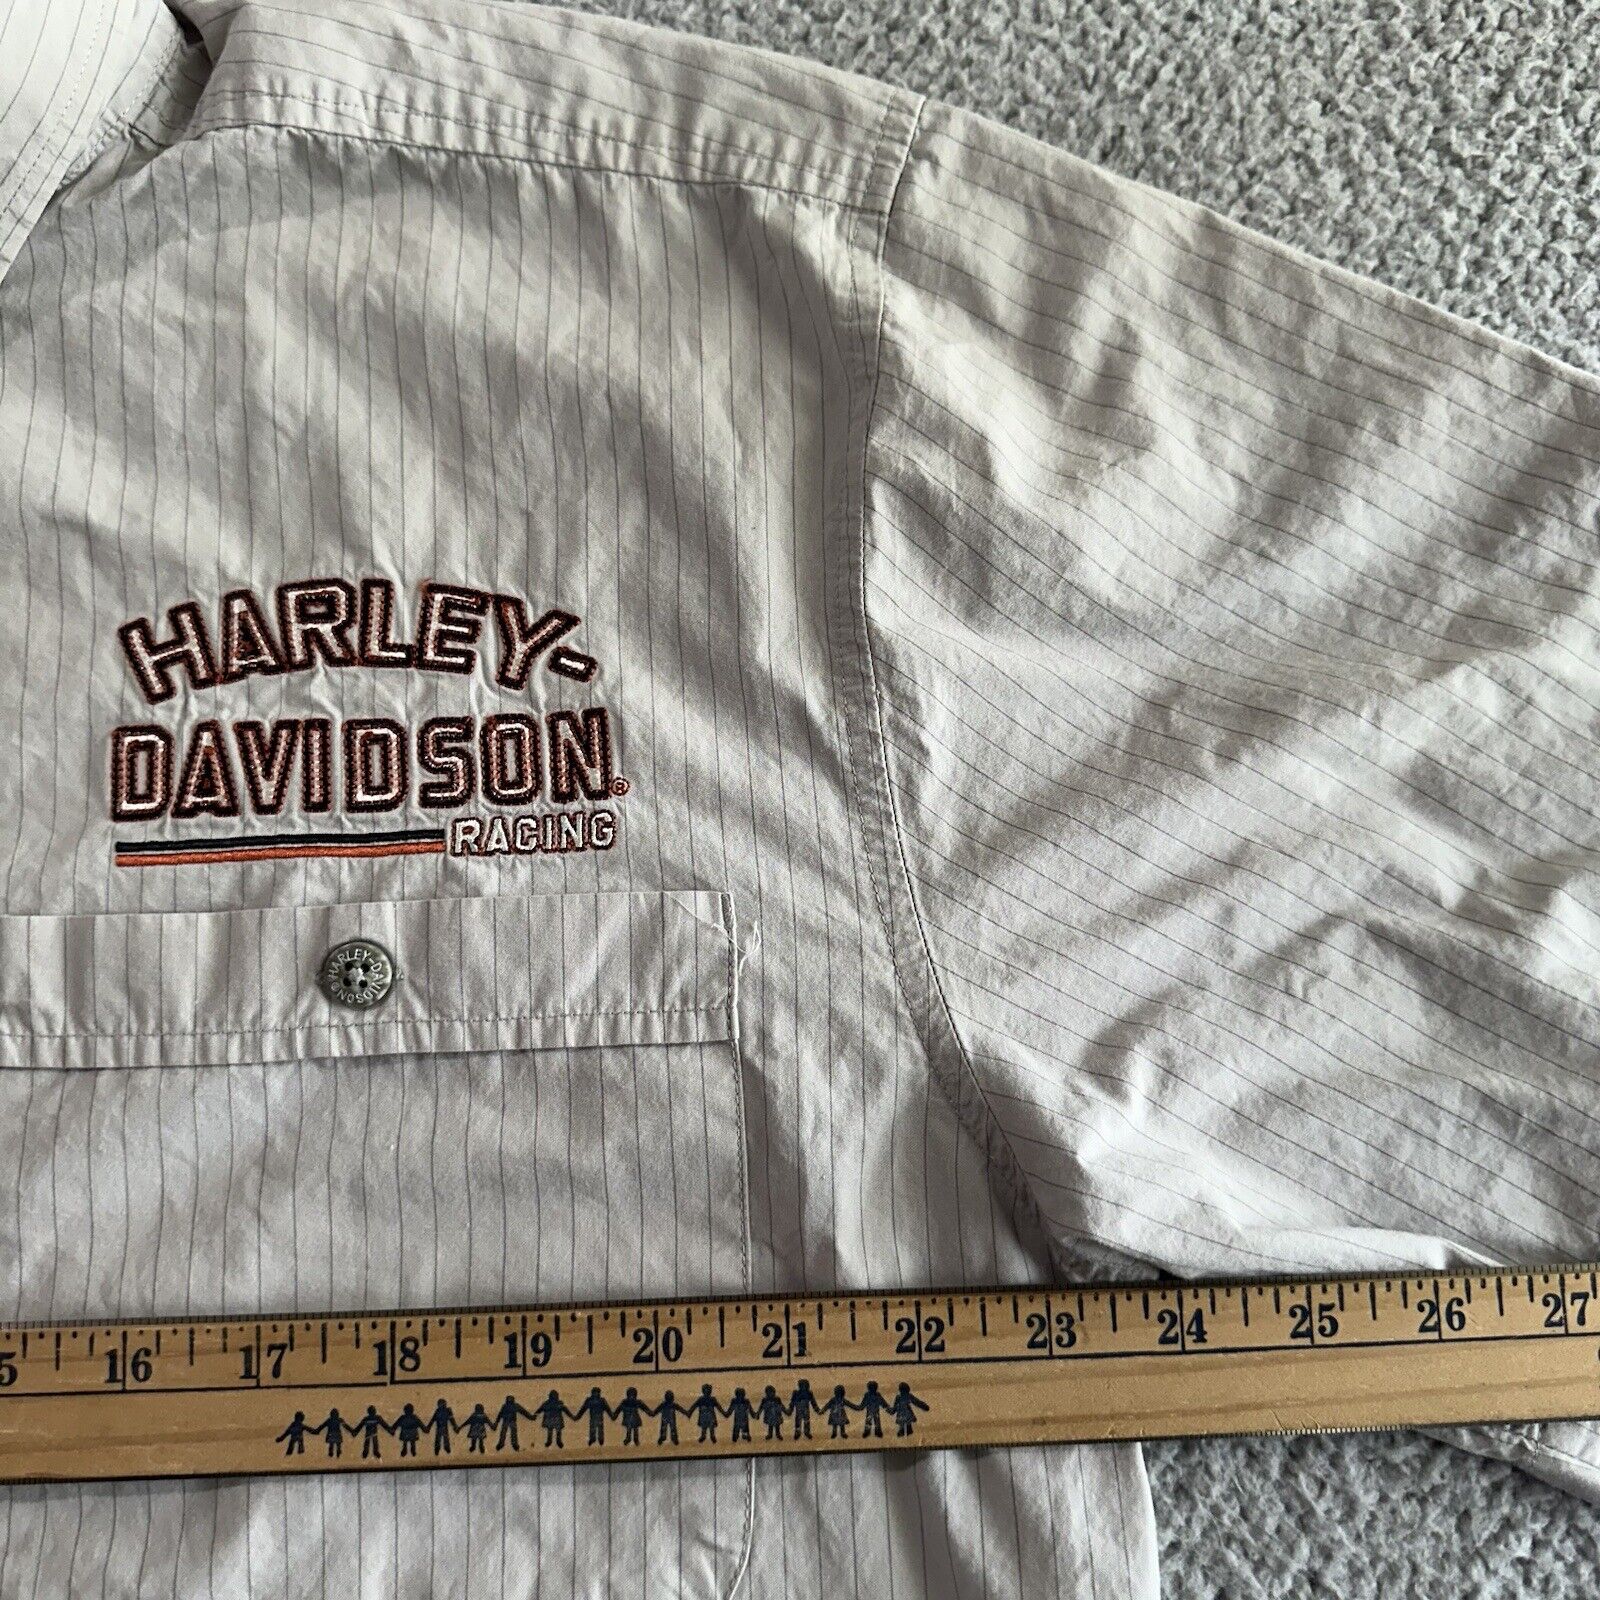 HARLEY-
DAVIDSON®
RACING
HARLEY-DAVIDSON
5 16 17 18 19 20 21 22 23 24 25 26 27